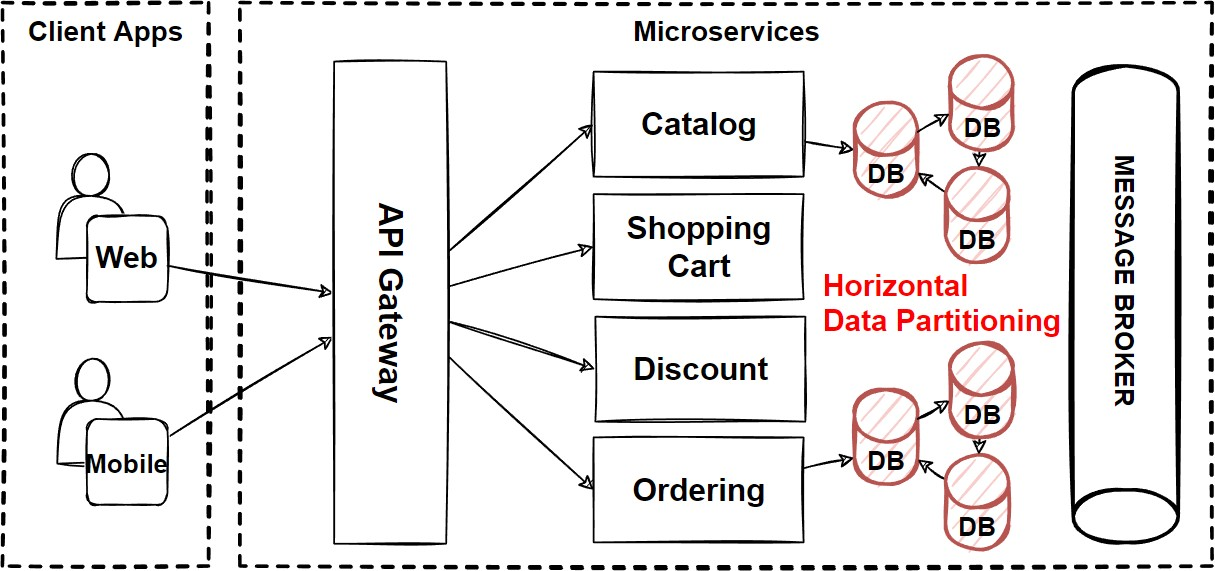 Client Apps
Microservices
Web
Mobile
API Gateway
Catalog
Shopping
Cart
Discount
Ordering
DB
DB
DB
Horizontal
Data Partitioning
DB
DB
DB
MESSAGE BROKER